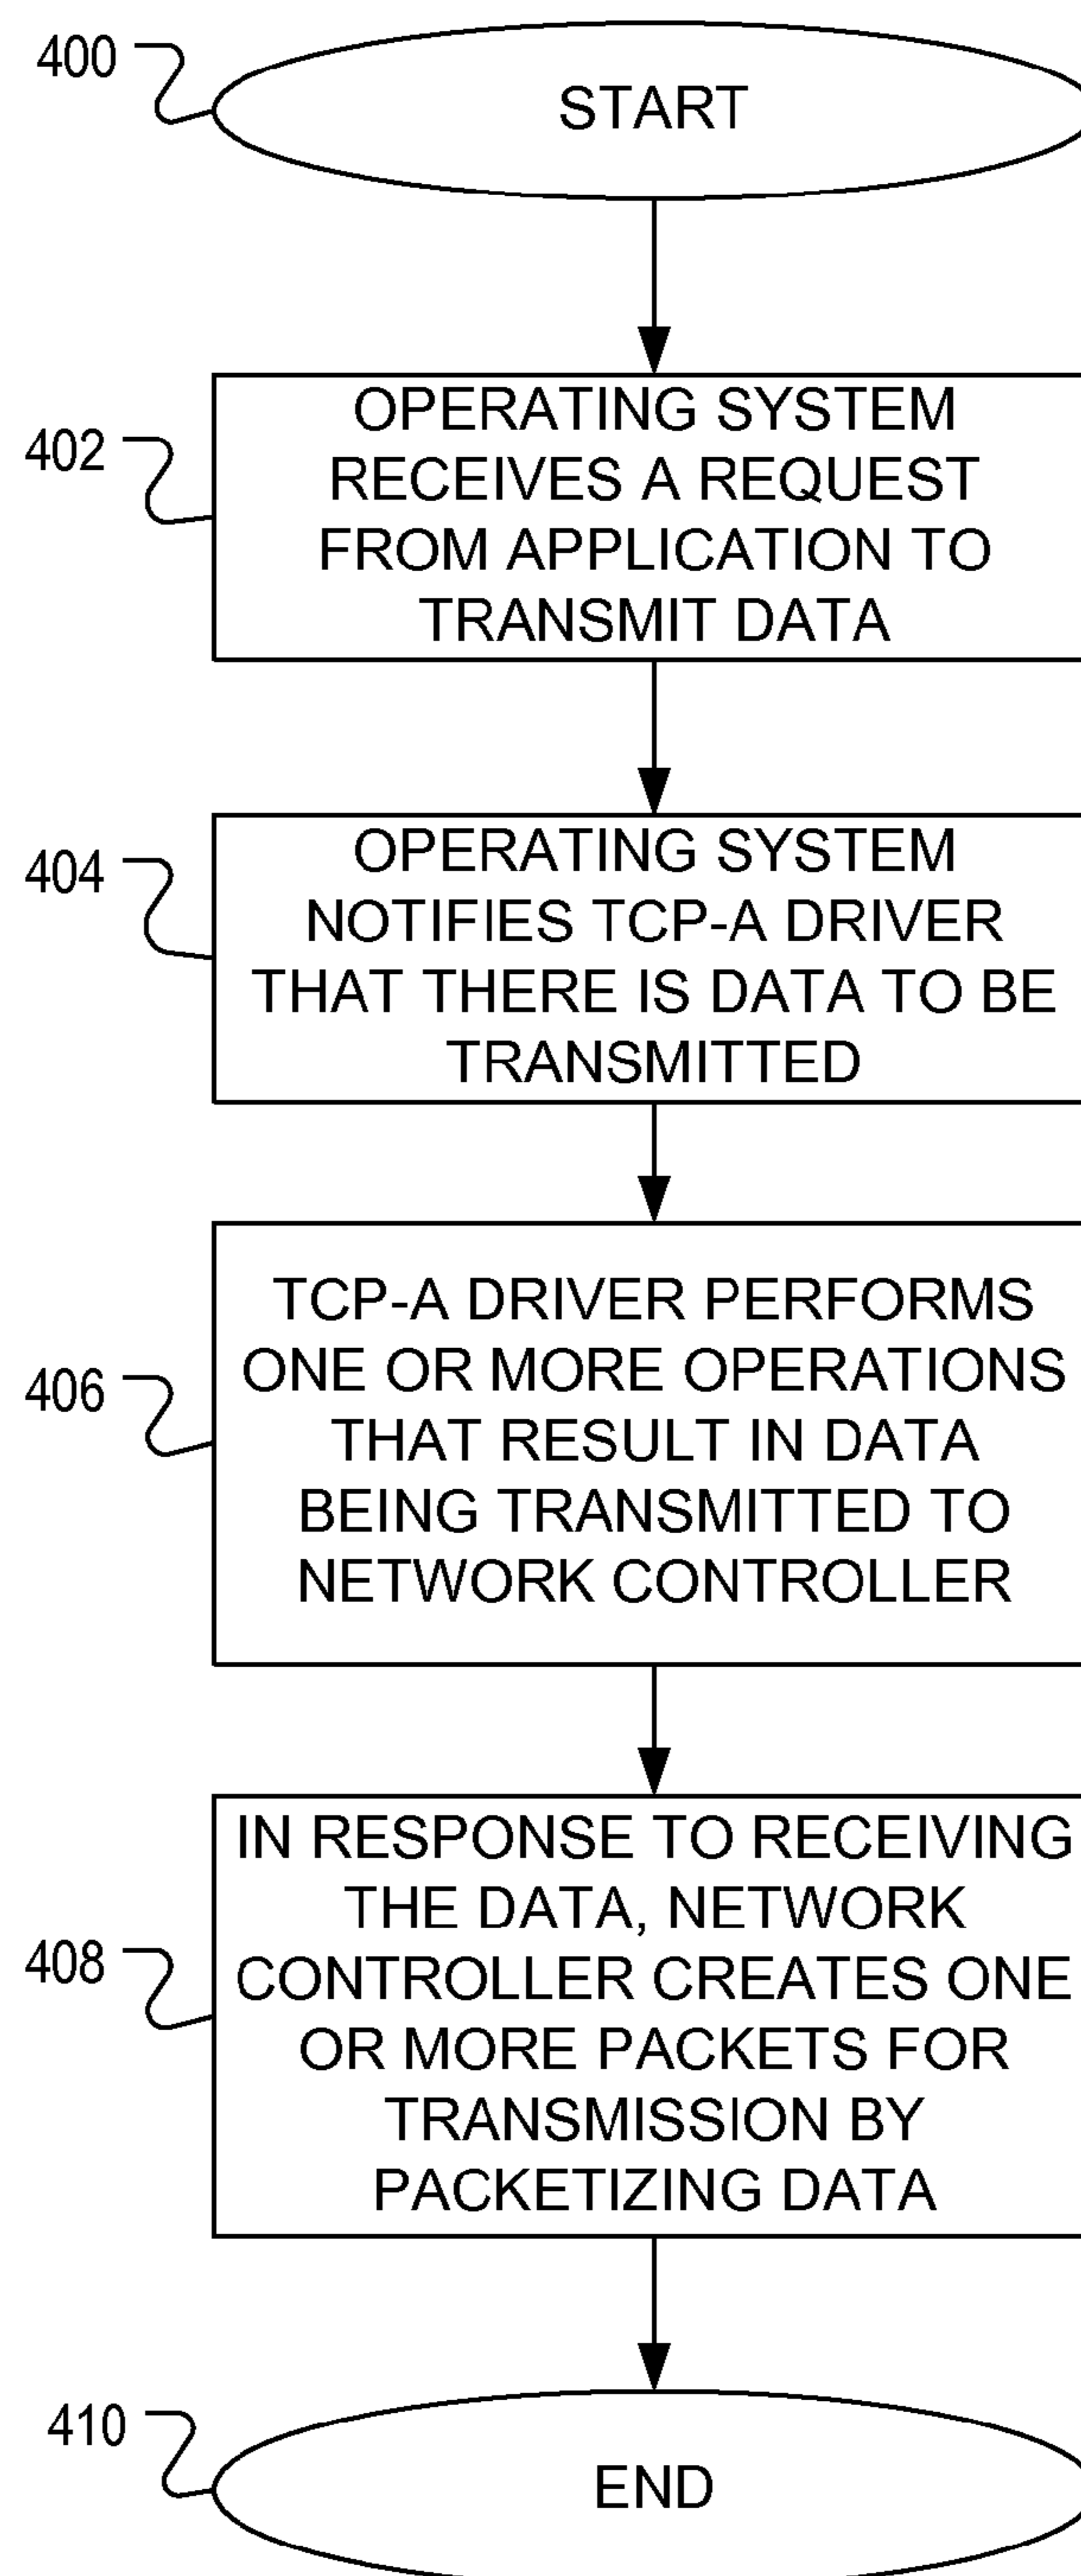 400
START
402
OPERATING SYSTEM
RECEIVES A REQUEST
FROM APPLICATION TO
TRANSMIT DATA
404
OPERATING SYSTEM
NOTIFIES TCP-A DRIVER
THAT THERE IS DATA TO BE
TRANSMITTED
406
TCP-A DRIVER PERFORMS
ONE OR MORE OPERATIONS
THAT RESULT IN DATA
BEING TRANSMITTED TO
NETWORK CONTROLLER
408
IN RESPONSE TO RECEIVING
THE DATA, NETWORK
CONTROLLER CREATES ONE
OR MORE PACKETS FOR
TRANSMISSION BY
PACKETIZING DATA
410
END